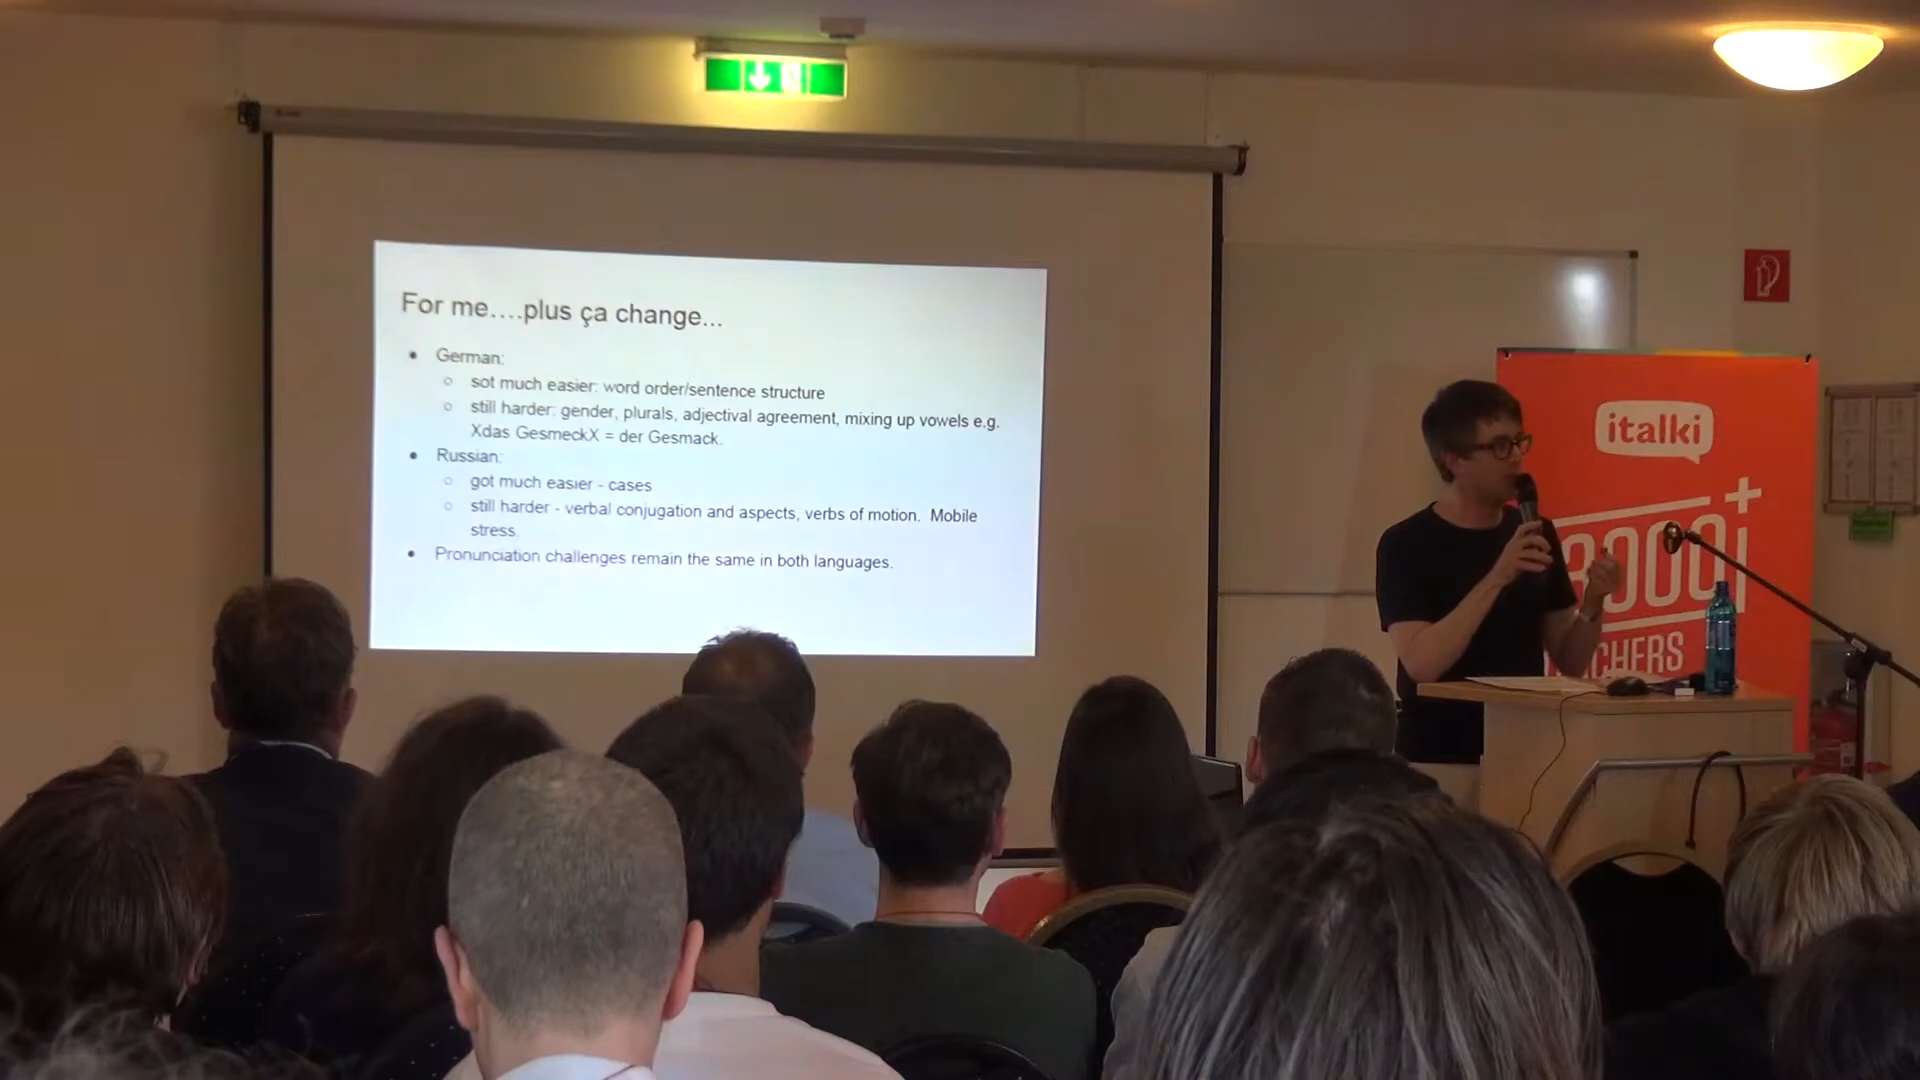 For me....plus ça change...
● German:
○ sot much easier: word order/sentence structure
○ still harder: gender, plurals, adjectival agreement, mixing up vowels e.g.
Xdas GesmeckX = der Gesmack.
● Russian:
○ got much easier - cases
○ still harder - verbal conjugation and aspects, verbs of motion. Mobile
stress.
● Pronunciation challenges remain the same in both languages.
italki
+